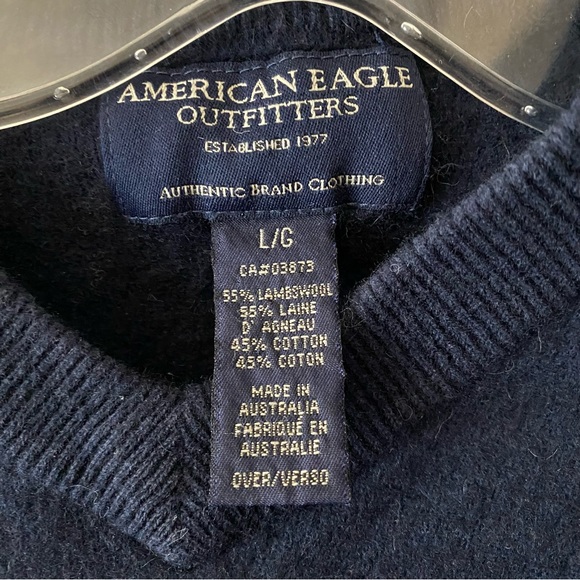 AMERICAN EAGLE
OUTFITTERS
ESTABLISHED 1977
AUTHENTIC BRAND CLOTHING
L/G
CA#03873
55% LAMBSWOOL
55% LAINE
D' AGNEAU
45% COTTON
45% COTON
MADE IN
AUSTRALIA
FABRIQUÉ EN
AUSTRALIE
OVER/VERSO